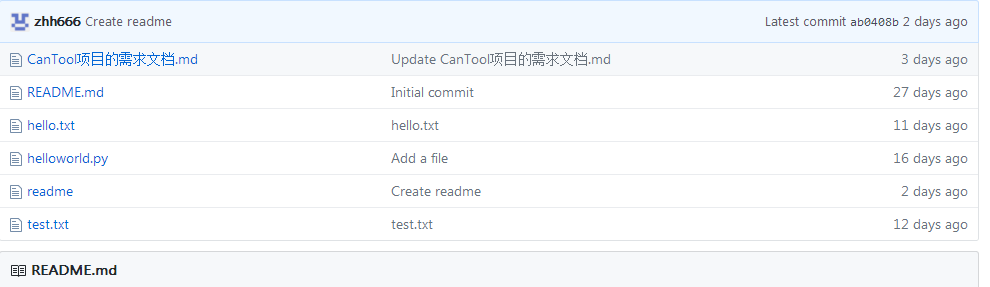 zhh666 Create readme Latest commit ab0408b 2 days ago
CanTool项目的需求文档.md Update CanTool项目的需求文档.md 3 days ago
README.md Initial commit 27 days ago
hello.txt hello.txt 11 days ago
helloworld.py Add a file 16 days ago
readme Create readme 2 days ago
test.txt test.txt 12 days ago
README.md